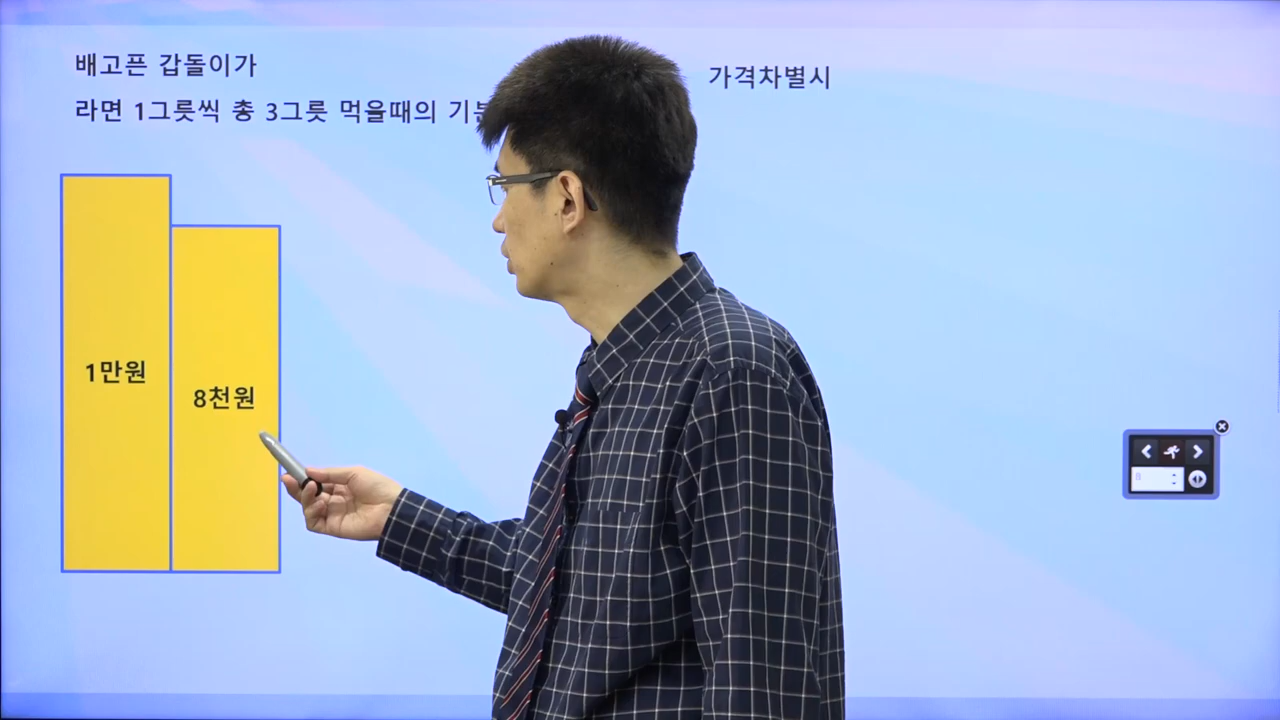 배고픈 갑돌이가
라면 1그릇씩 총 3그릇 먹을때의
가격차별시
1만원
8천원